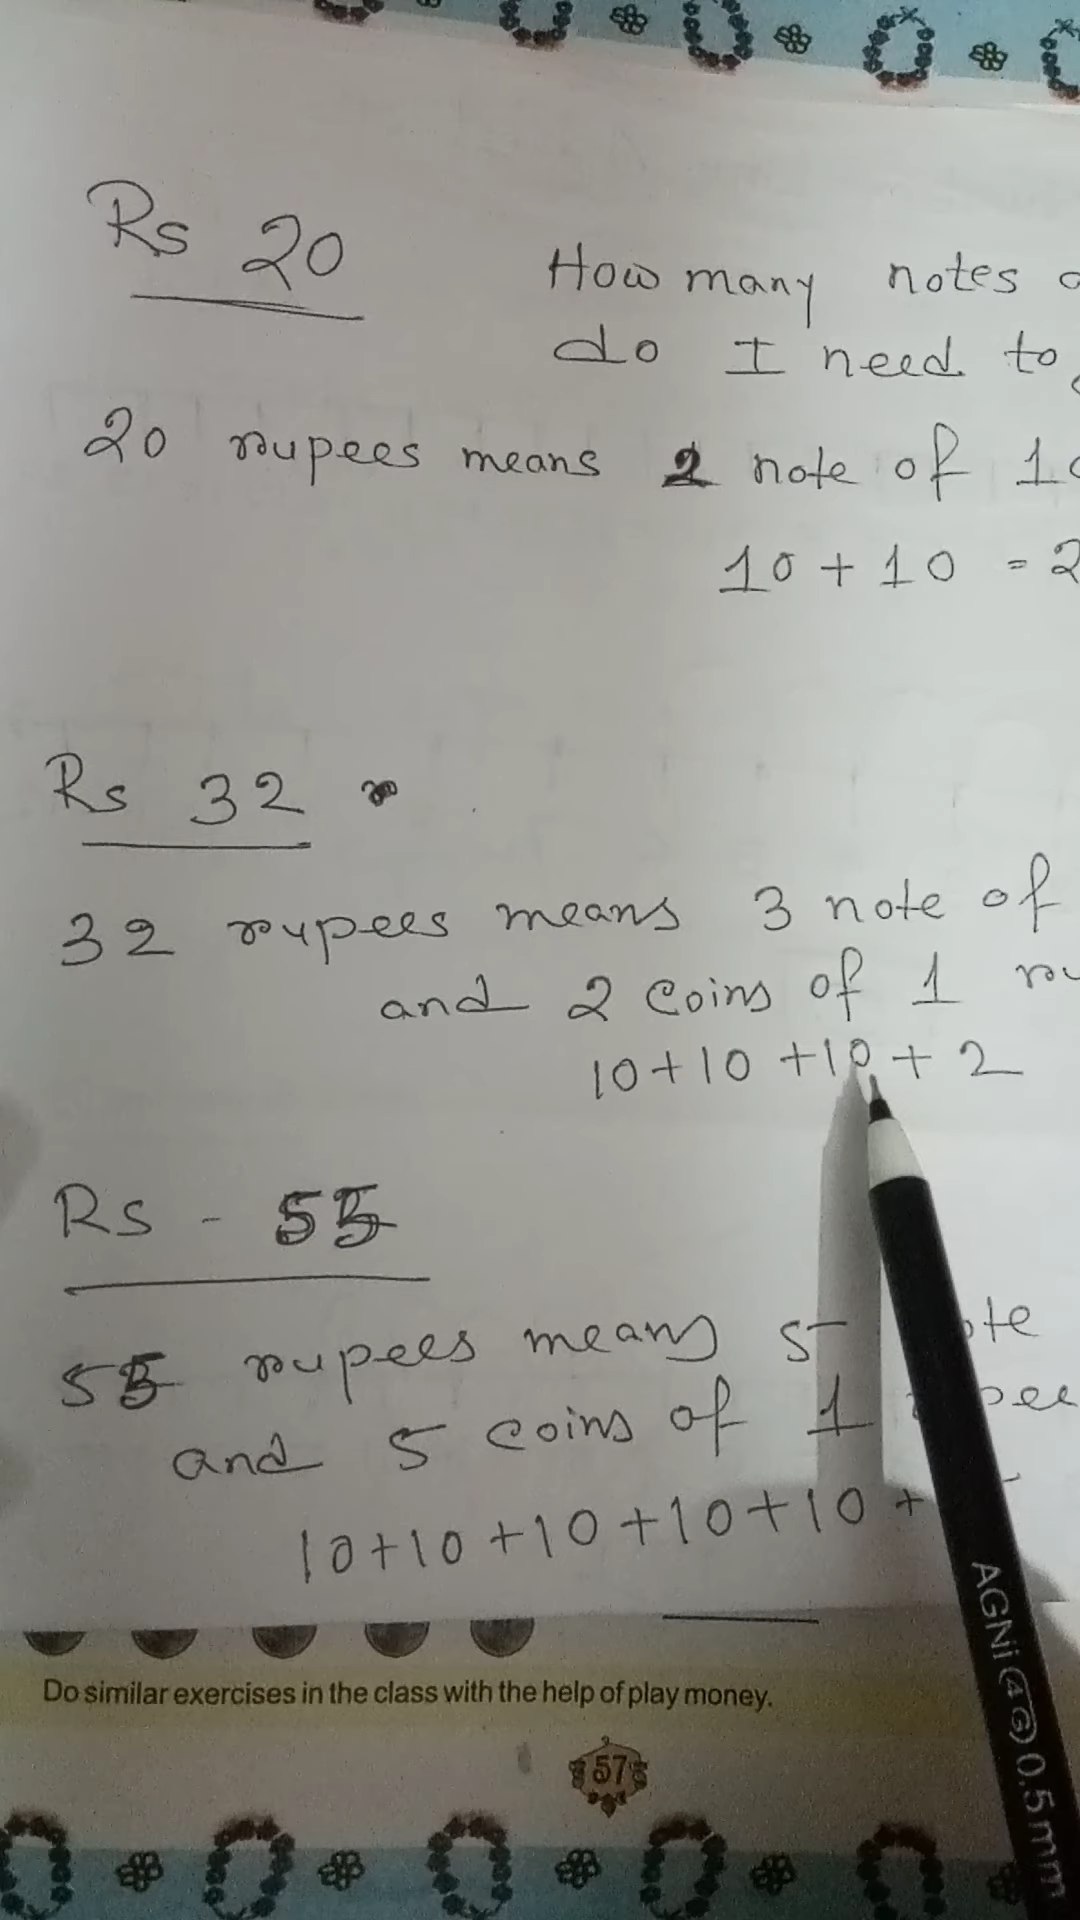 Rs 20
How many notes
do I need to
20 rupees means 2 note of
10 + 10 =
Rs 32
32 rupees means 3 note of
and 2 coins of 1
10+10 +10 + 2
Rs - 55
55 rupees means 5
and 5 coins of 1
10+10 +10 +10 +10 +
Do similar exercises in the class with the help of play money.
57
AGNi 4G 0.5mm